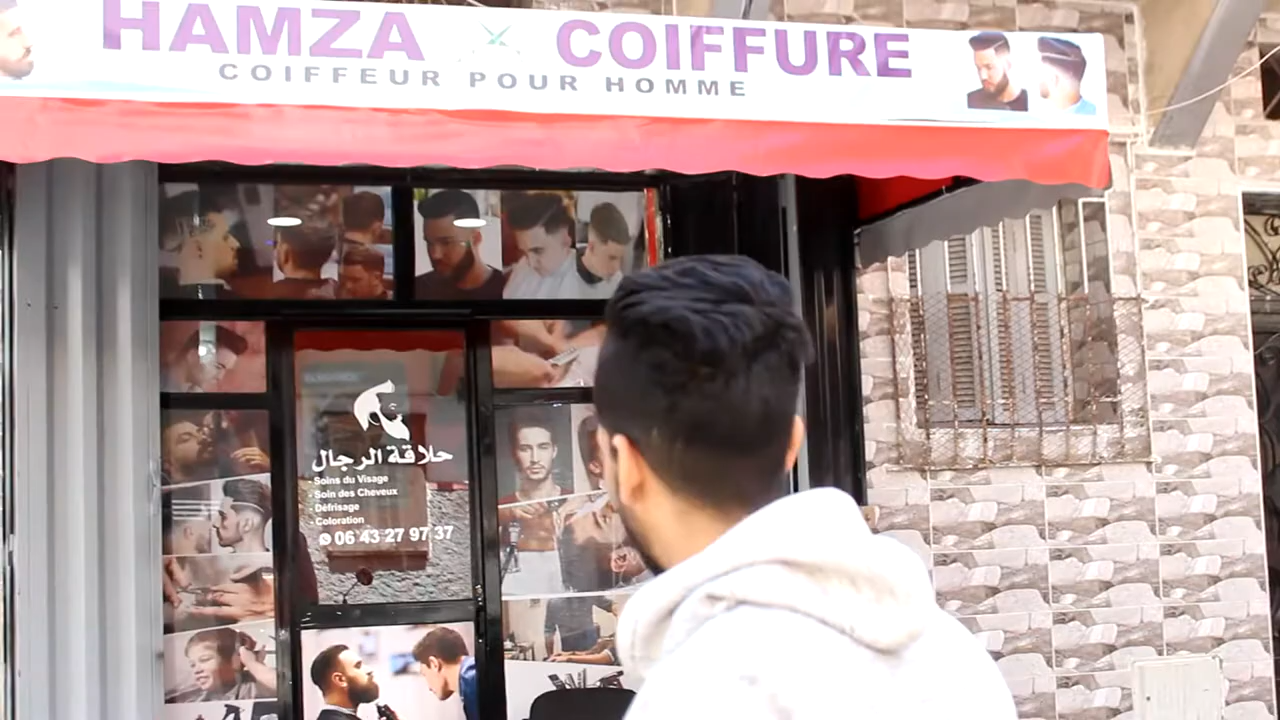 HAMZA COIFFURE
COIFFEUR POUR HOMME
حلاقة الرجال
- Soins du Visage
- Soin des Cheveux
- Défrisage
- Coloration
06 43 27 97 37